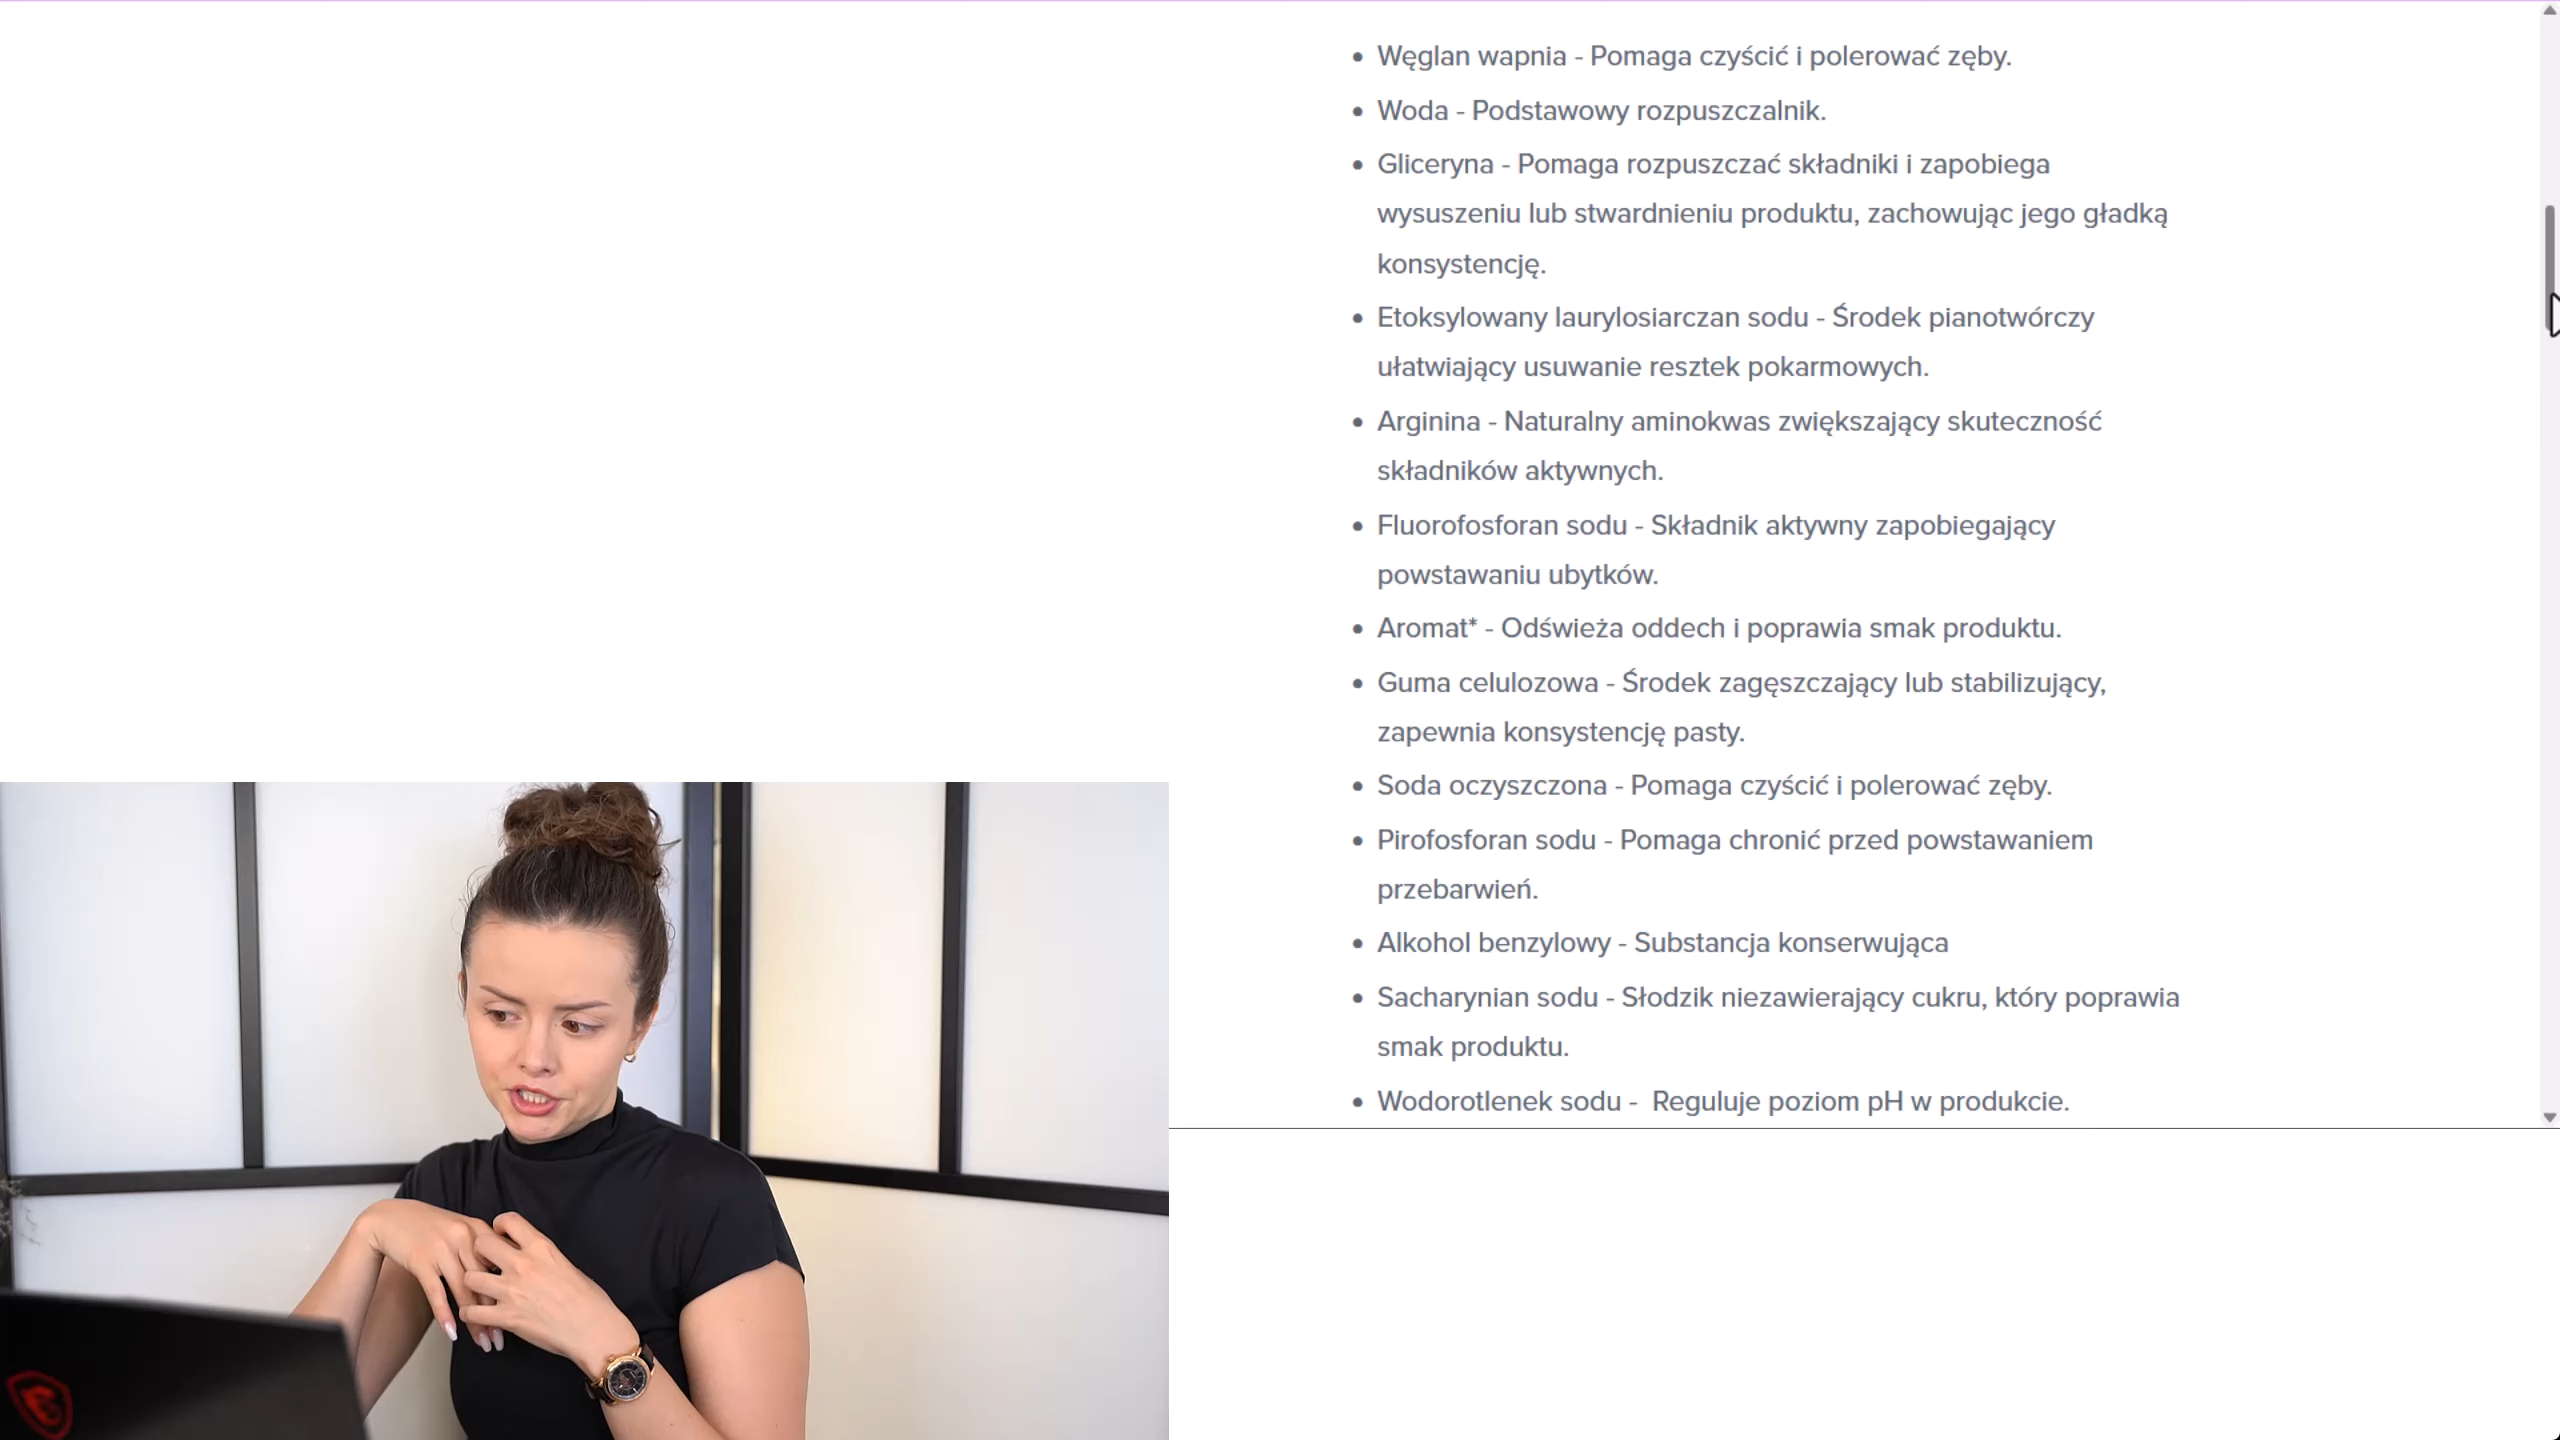 Węglan wapnia - Pomaga czyścić i polerować zęby.
Woda - Podstawowy rozpuszczalnik.
Gliceryna - Pomaga rozpuszczać składniki i zapobiega
wysuszeniu lub stwardnieniu produktu, zachowując jego gładką
konsystencję.
Etoksylowany laurylosiarczan sodu - Środek pianotwórczy
ułatwiający usuwanie resztek pokarmowych.
Arginina - Naturalny aminokwas zwiększający skuteczność
składników aktywnych.
Fluorofosforan sodu - Składnik aktywny zapobiegający
powstawaniu ubytków.
Aromat* - Odświeża oddech i poprawia smak produktu.
Guma celulozowa - Środek zagęszczający lub stabilizujący,
zapewnia konsystencję pasty.
Soda oczyszczona - Pomaga czyścić i polerować zęby.
Pirofosforan sodu - Pomaga chronić przed powstawaniem
przebarwień.
Alkohol benzylowy - Substancja konserwująca
Sacharynian sodu - Słodzik niezawierający cukru, który poprawia
smak produktu.
Wodorotlenek sodu -  Reguluje poziom pH w produkcie.